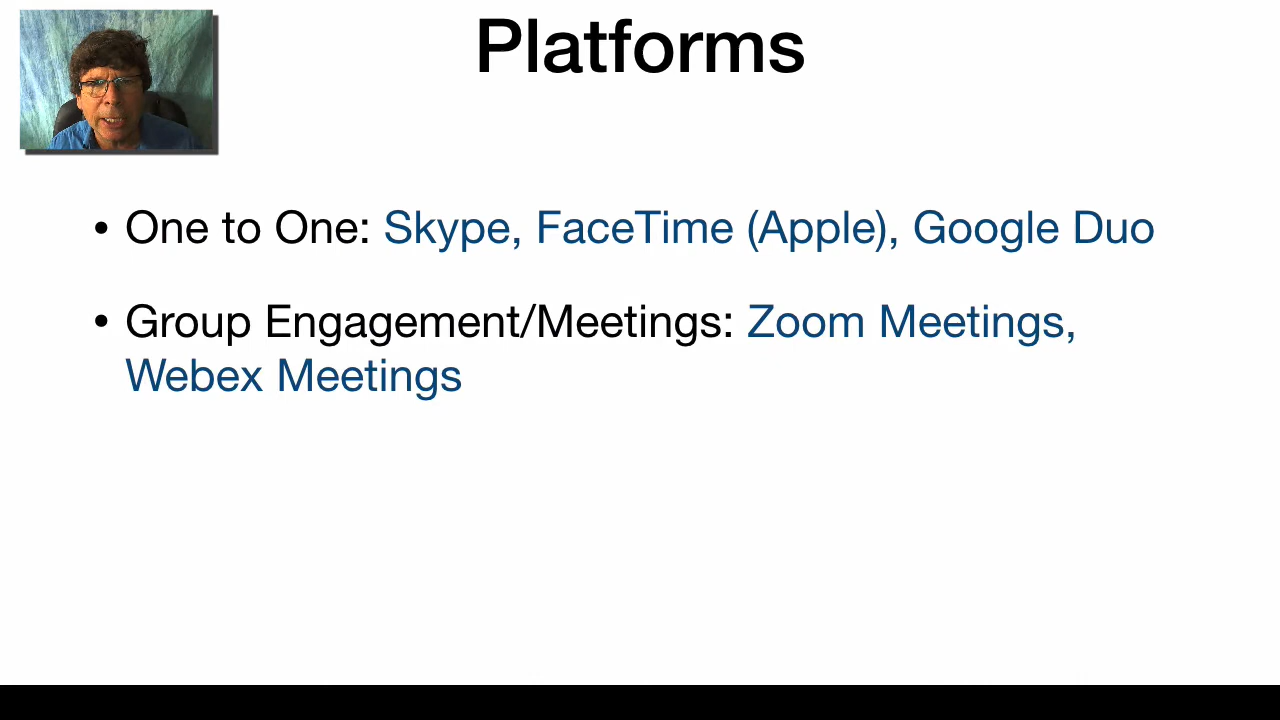 Platforms
• One to One: Skype, FaceTime (Apple), Google Duo
• Group Engagement/Meetings: Zoom Meetings,
Webex Meetings